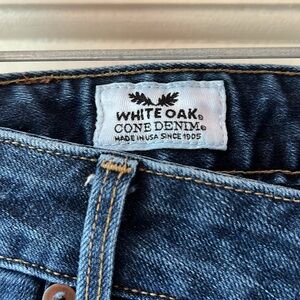 WHITE OAK®
CONE DENIM®
MADE IN USA SINCE 1905